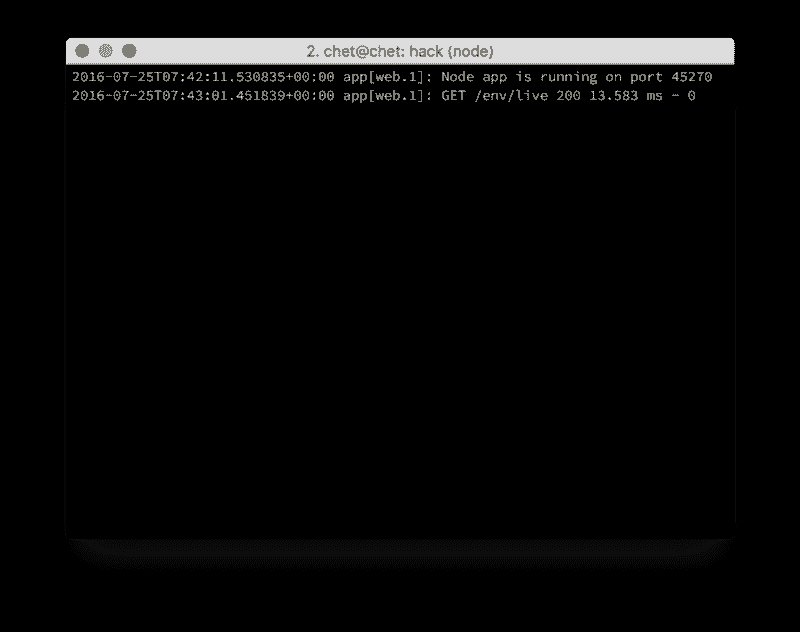 2. chet@chet: hack (node)
2016-07-25T07:42:11.530835+00:00 app[web.1]: Node app is running on port 45270
2016-07-25T07:43:01.451839+00:00 app[web.1]: GET /env/live 200 13.583 ms - 0